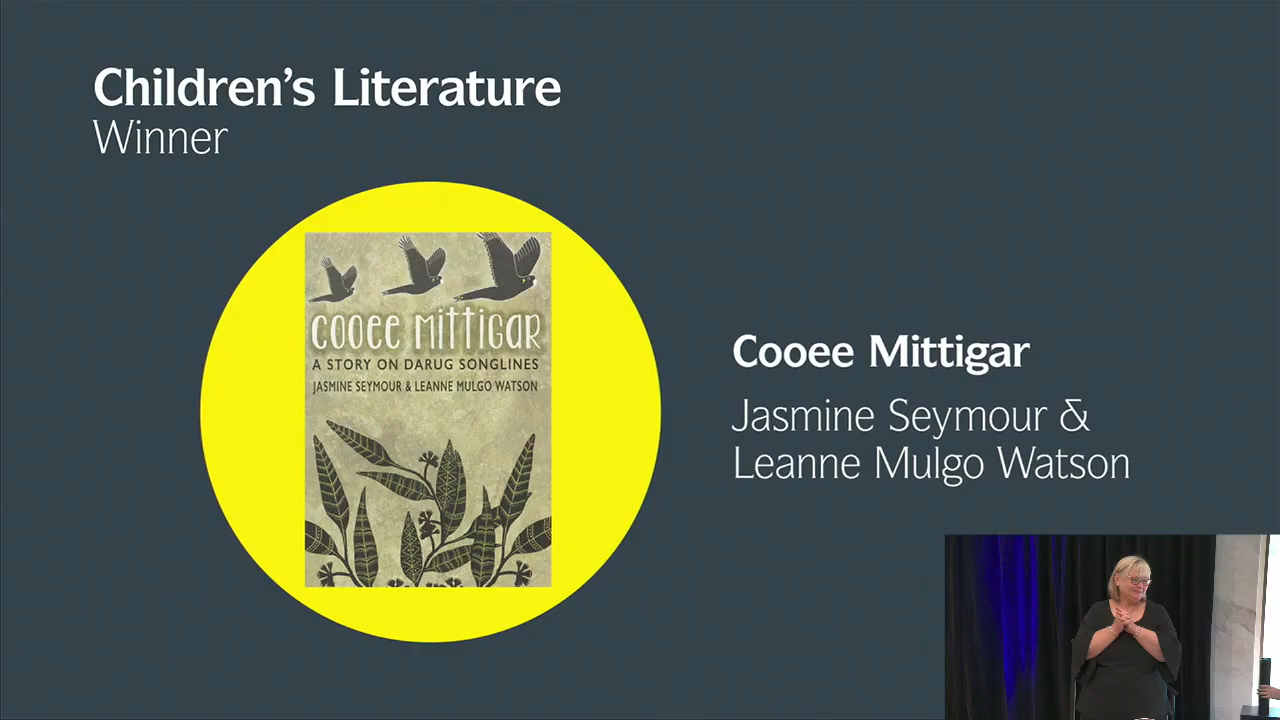 Children’s Literature
Winner
cooee mittigar
A STORY ON DARUG SONGLINES
JASMINE SEYMOUR & LEANNE MULGO WATSON
Cooee Mittigar
Jasmine Seymour &
Leanne Mulgo Watson